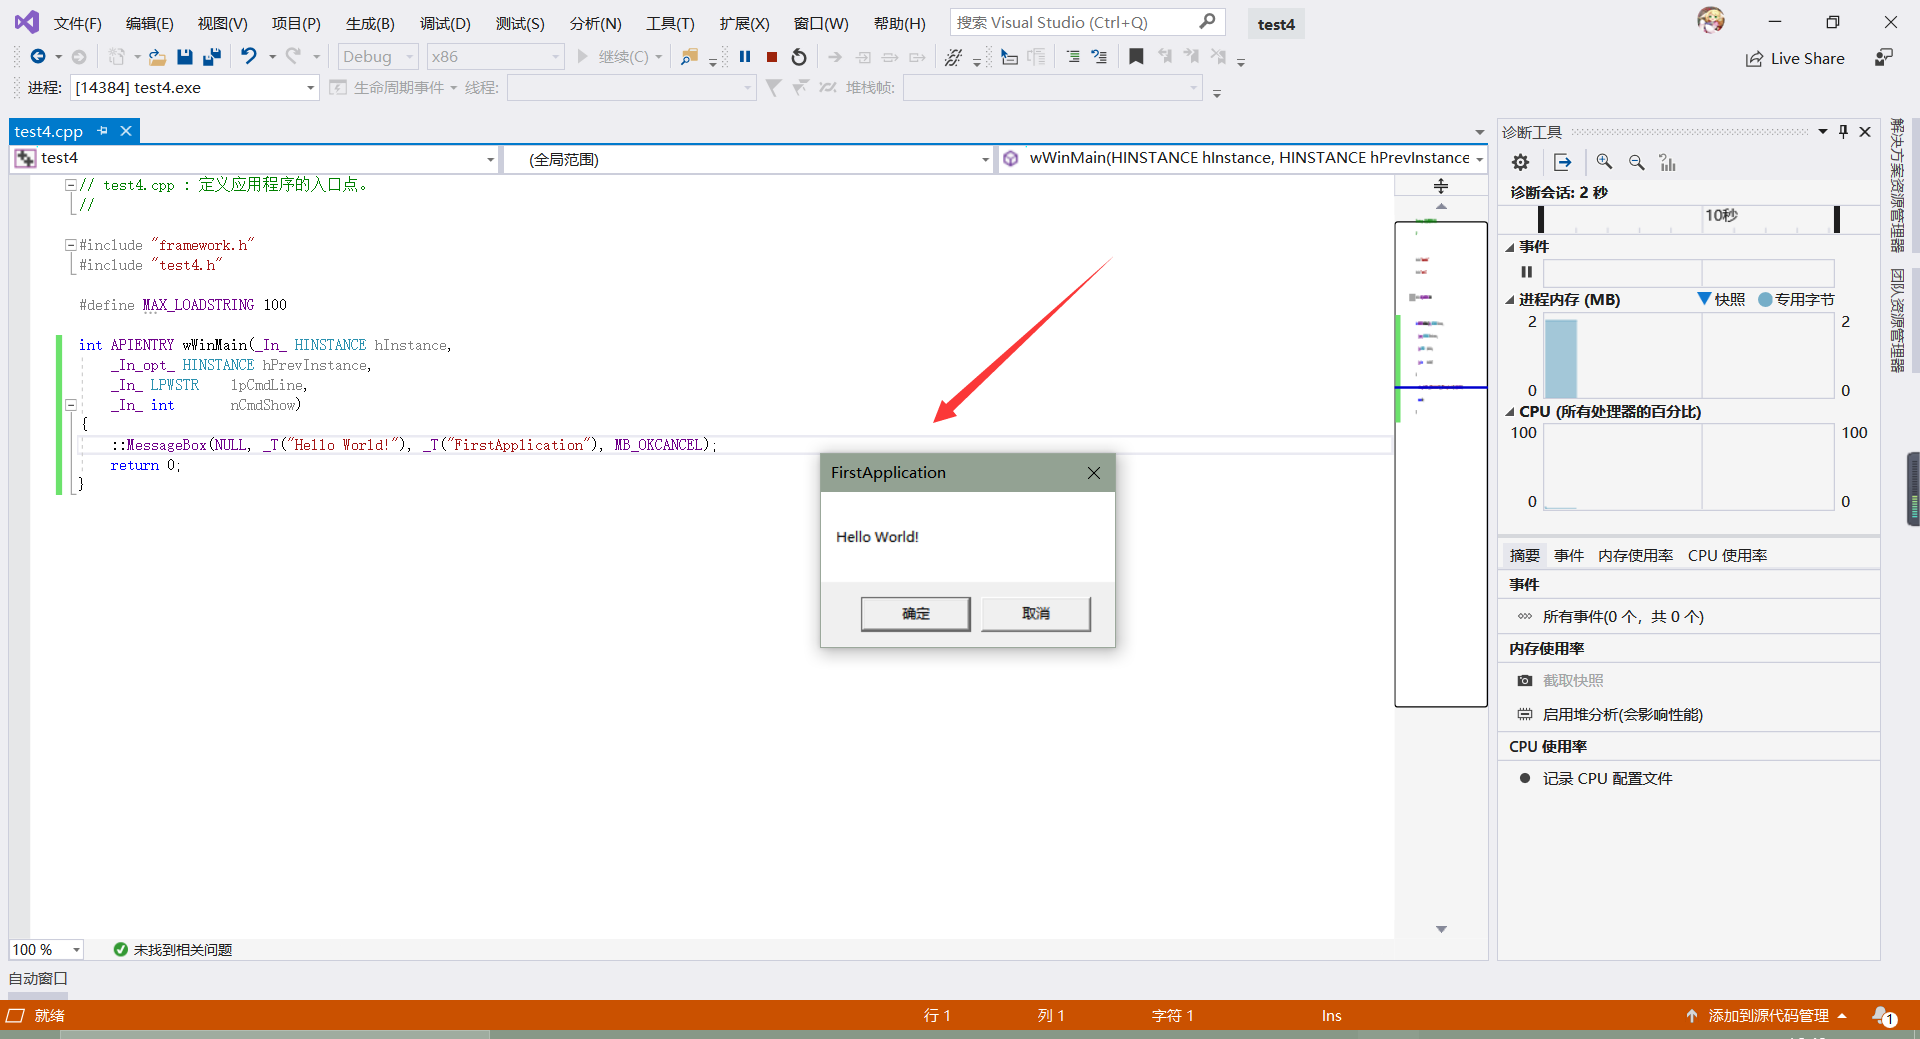 文件(F) 编辑(E) 视图(V) 项目(P) 生成(B) 调试(D) 测试(S) 分析(N) 工具(T) 扩展(X) 窗口(W) 帮助(H) 搜索 Visual Studio (Ctrl+Q) test4
Debug x86 继续(C) Live Share
进程: [14384] test4.exe 生命周期事件 线程: 堆栈帧:
test4.cpp
test4 (全局范围) wWinMain(HINSTANCE hInstance, HINSTANCE hPrevInstance
// test4.cpp : 定义应用程序的入口点。
//
#include "framework.h"
#include "test4.h"
#define MAX_LOADSTRING 100
int APIENTRY wWinMain(_In_ HINSTANCE hInstance,
_In_opt_ HINSTANCE hPrevInstance,
_In_ LPWSTR    lpCmdLine,
_In_ int       nCmdShow)
{
::MessageBox(NULL, _T("Hello World!"), _T("FirstApplication"), MB_OKCANCEL);
return 0;
}
FirstApplication
Hello World!
确定 取消
诊断工具
诊断会话: 2 秒
10秒
事件
进程内存 (MB) 快照 专用字节
2 2
0 0
CPU (所有处理器的百分比)
100 100
0 0
摘要 事件 内存使用率 CPU 使用率
事件
所有事件(0 个，共 0 个)
内存使用率
截取快照
启用堆分析(会影响性能)
CPU 使用率
记录 CPU 配置文件
解决方案资源管理器
团队资源管理器
100 % 未找到相关问题
自动窗口
就绪 行 1 列 1 字符 1 Ins 添加到源代码管理 1